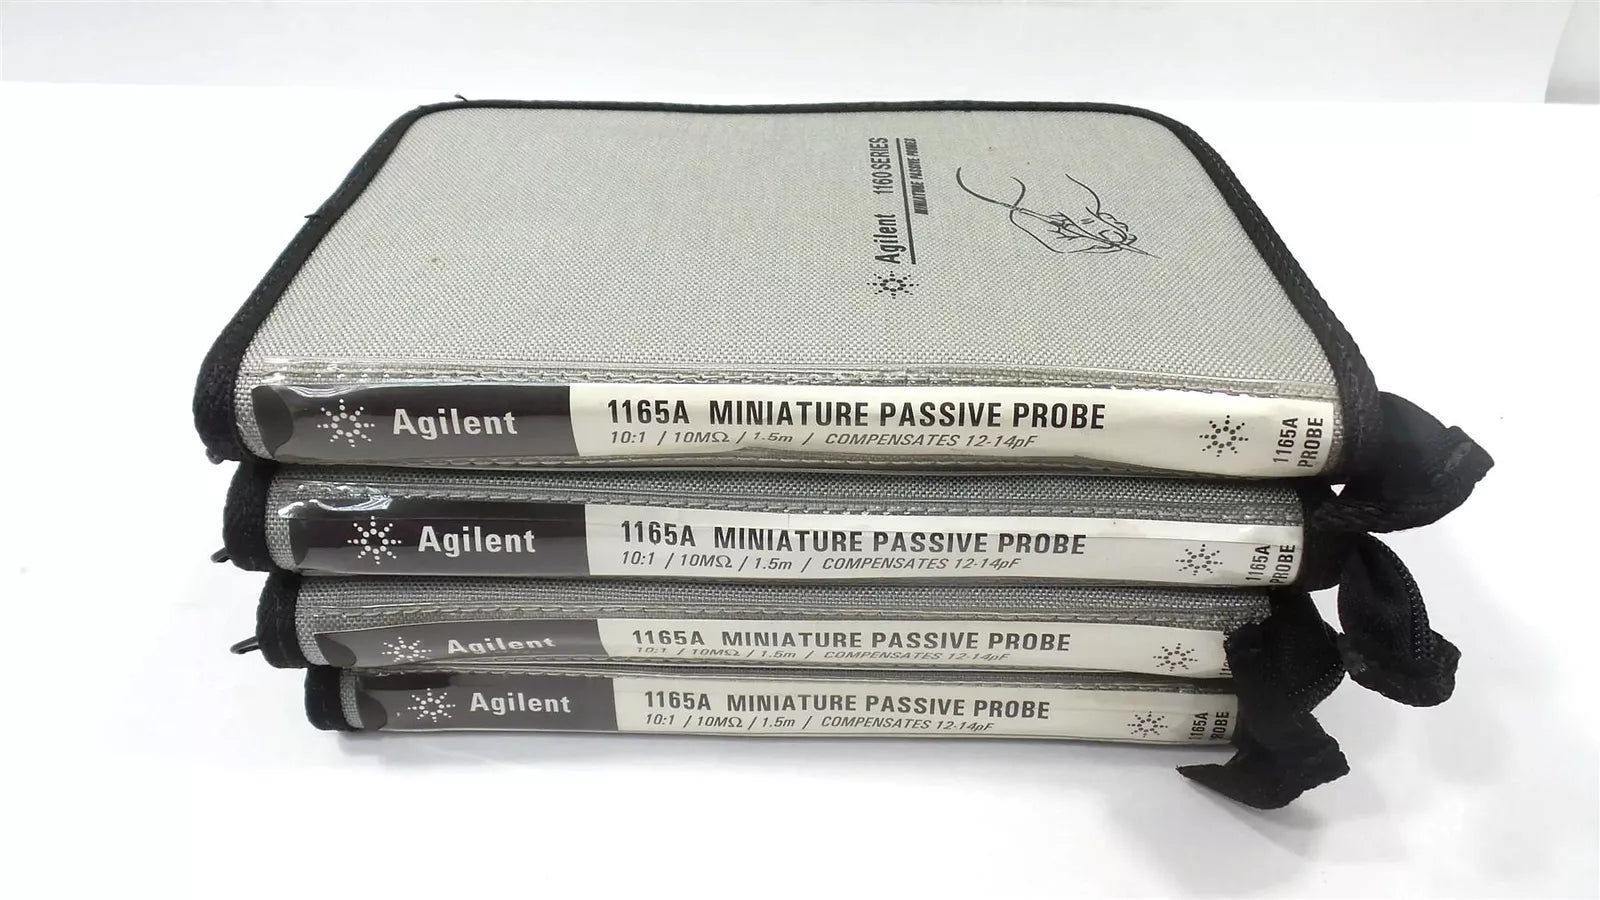 Agilent 1160 SERIES
MINIATURE PASSIVE PROBES
Agilent 1165A MINIATURE PASSIVE PROBE
10:1 / 10MΩ / 1.5m / COMPENSATES 12-14pF
1165A
PROBE
Agilent 1165A MINIATURE PASSIVE PROBE
10:1 / 10MΩ / 1.5m / COMPENSATES 12-14pF
1165A
PROBE
Agilent 1165A MINIATURE PASSIVE PROBE
10:1 / 10MΩ / 1.5m / COMPENSATES 12-14pF
Agilent 1165A MINIATURE PASSIVE PROBE
10:1 / 10MΩ / 1.5m / COMPENSATES 12-14pF
1165A
PROBE